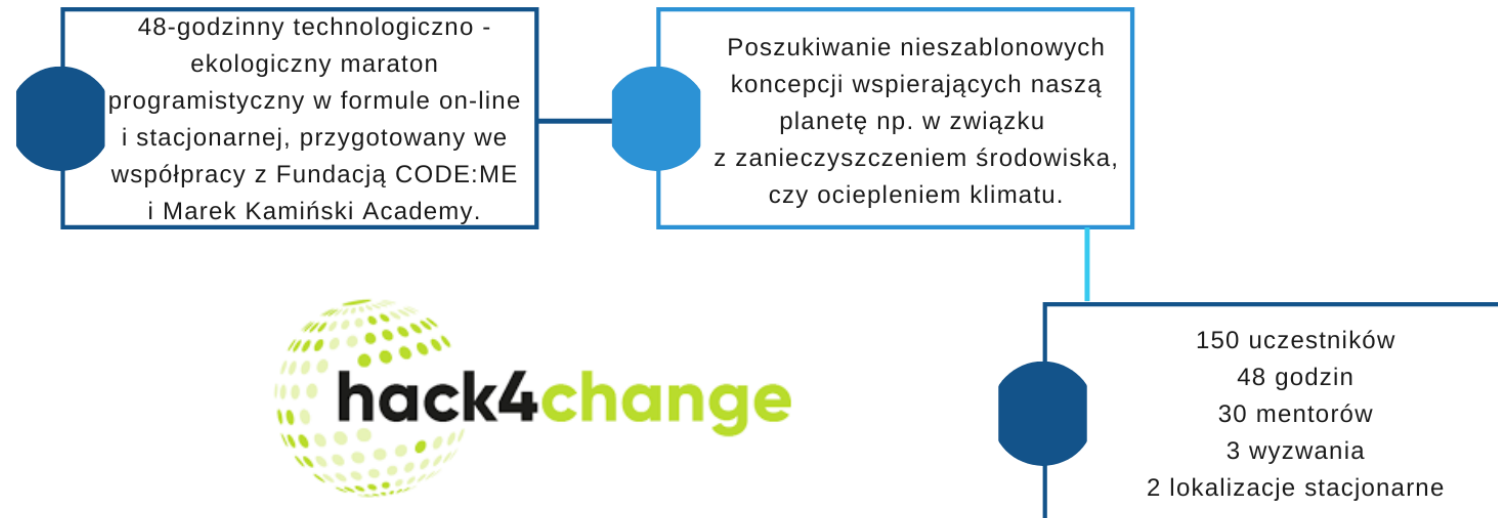 48-godzinny technologiczno -
ekologiczny maraton
programistyczny w formule on-line
i stacjonarnej, przygotowany we
współpracy z Fundacją CODE:ME
i Marek Kamiński Academy.
Poszukiwanie nieszablonowych
koncepcji wspierających naszą
planetę np. w związku
z zanieczyszczeniem środowiska,
czy ociepleniem klimatu.
hack4change
150 uczestników
48 godzin
30 mentorów
3 wyzwania
2 lokalizacje stacjonarne